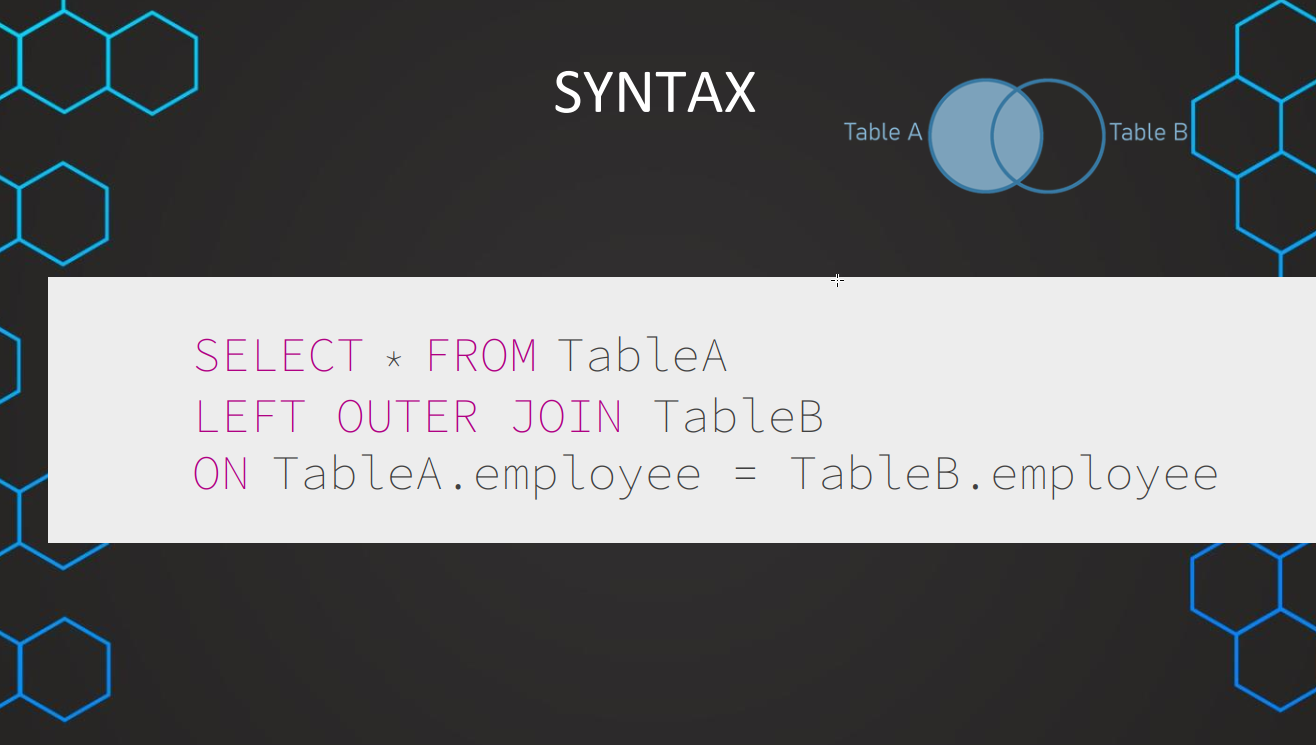 SYNTAX
Table A
Table B
SELECT * FROM TableA
LEFT OUTER JOIN TableB
ON TableA.employee = TableB.employee